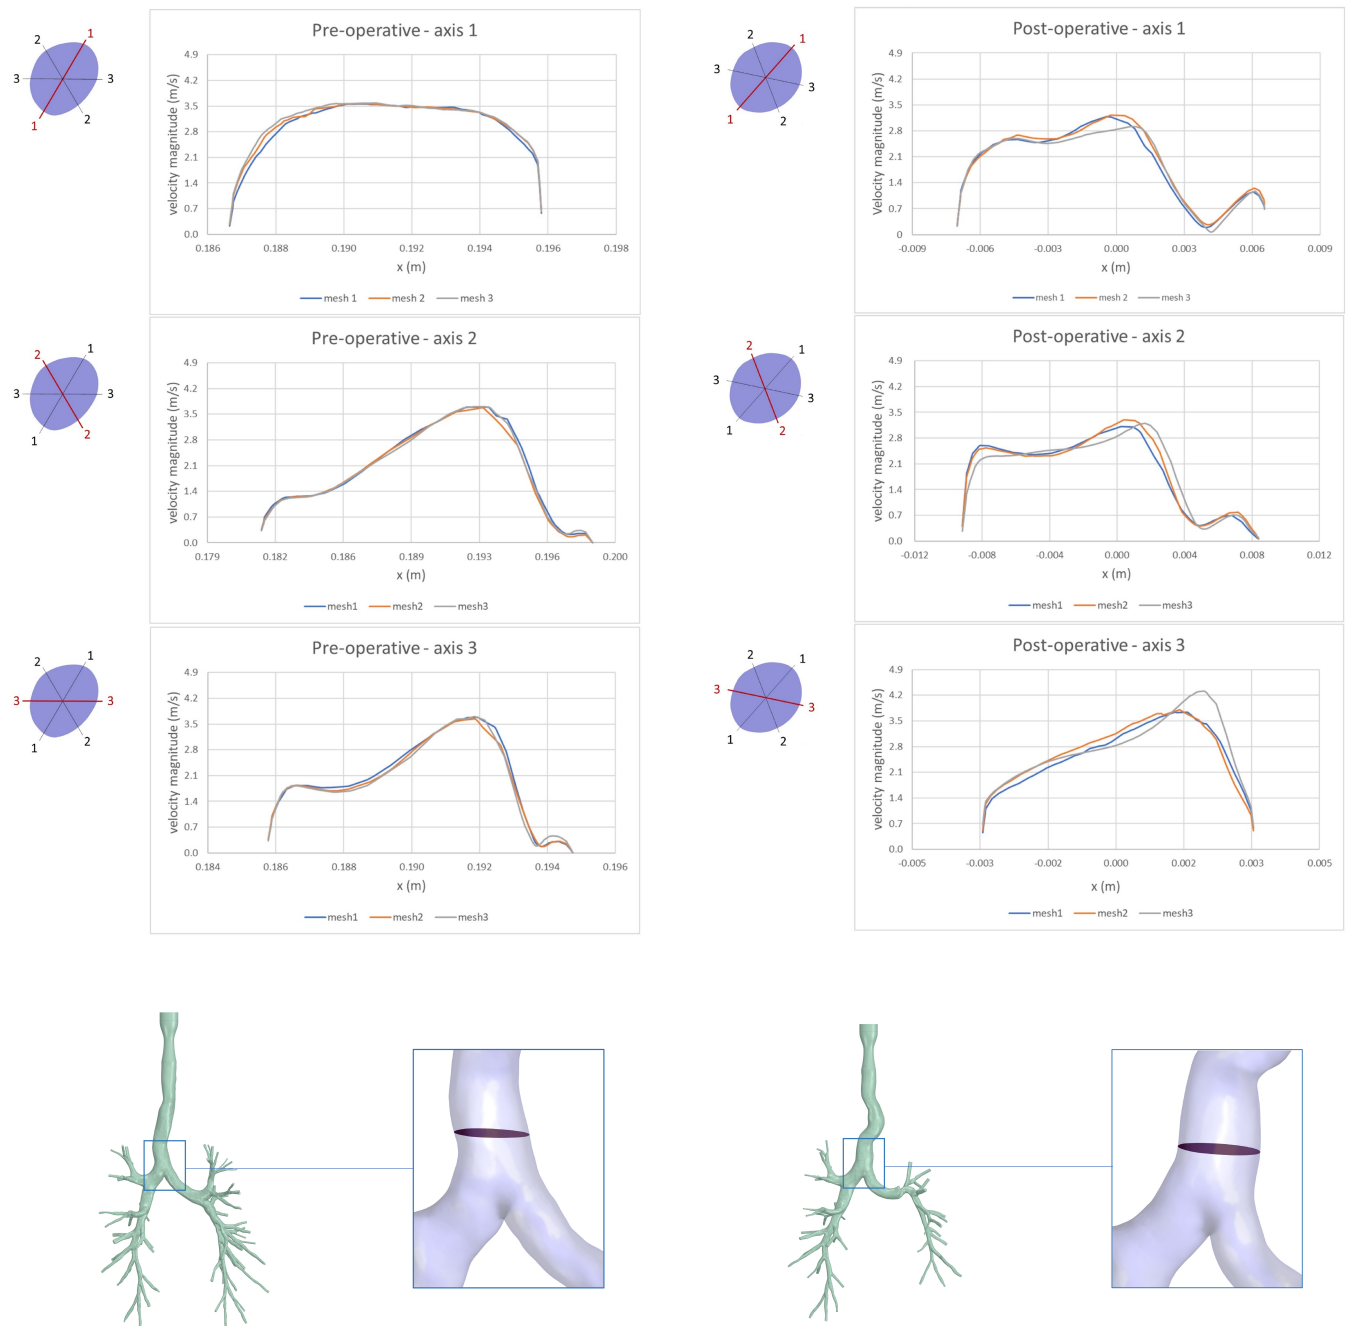 Pre-operative - axis 1
1
2
3
3
2
1
velocity magnitude (m/s)
4.9
4.2
3.5
2.8
2.1
1.4
0.7
0.0
0.186 0.188 0.190 0.192 0.194 0.196 0.198
x (m)
mesh 1 mesh 2 mesh 3
Post-operative - axis 1
1
2
3
3
2
1
Velocity magnitude (m/s)
4.9
4.2
3.5
2.8
2.1
1.4
0.7
0
-0.009 -0.006 -0.003 0.000 0.003 0.006 0.009
x (m)
mesh 1 mesh 2 mesh 3
Pre-operative - axis 2
2
1
3
3
1
2
velocity magnitude (m/s)
4.9
4.2
3.5
2.8
2.1
1.4
0.7
0.0
0.179 0.182 0.186 0.189 0.193 0.196 0.200
x (m)
mesh1 mesh2 mesh3
Post-operative - axis 2
2
1
3
3
1
2
velocity magnitude (m/s)
4.9
4.2
3.5
2.8
2.1
1.4
0.7
0.0
-0.012 -0.008 -0.004 0.000 0.004 0.008 0.012
x (m)
mesh1 mesh2 mesh3
Pre-operative - axis 3
2
1
3
3
1
2
velocity magnitude (m/s)
4.9
4.2
3.5
2.8
2.1
1.4
0.7
0.0
0.184 0.186 0.188 0.190 0.192 0.194 0.196
x (m)
mesh1 mesh2 mesh3
Post-operative - axis 3
2
1
3
3
1
2
velocity magnitude (m/s)
4.9
4.2
3.5
2.8
2.1
1.4
0.7
0.0
-0.005 -0.003 -0.002 0.000 0.002 0.003 0.005
x (m)
mesh1 mesh2 mesh3